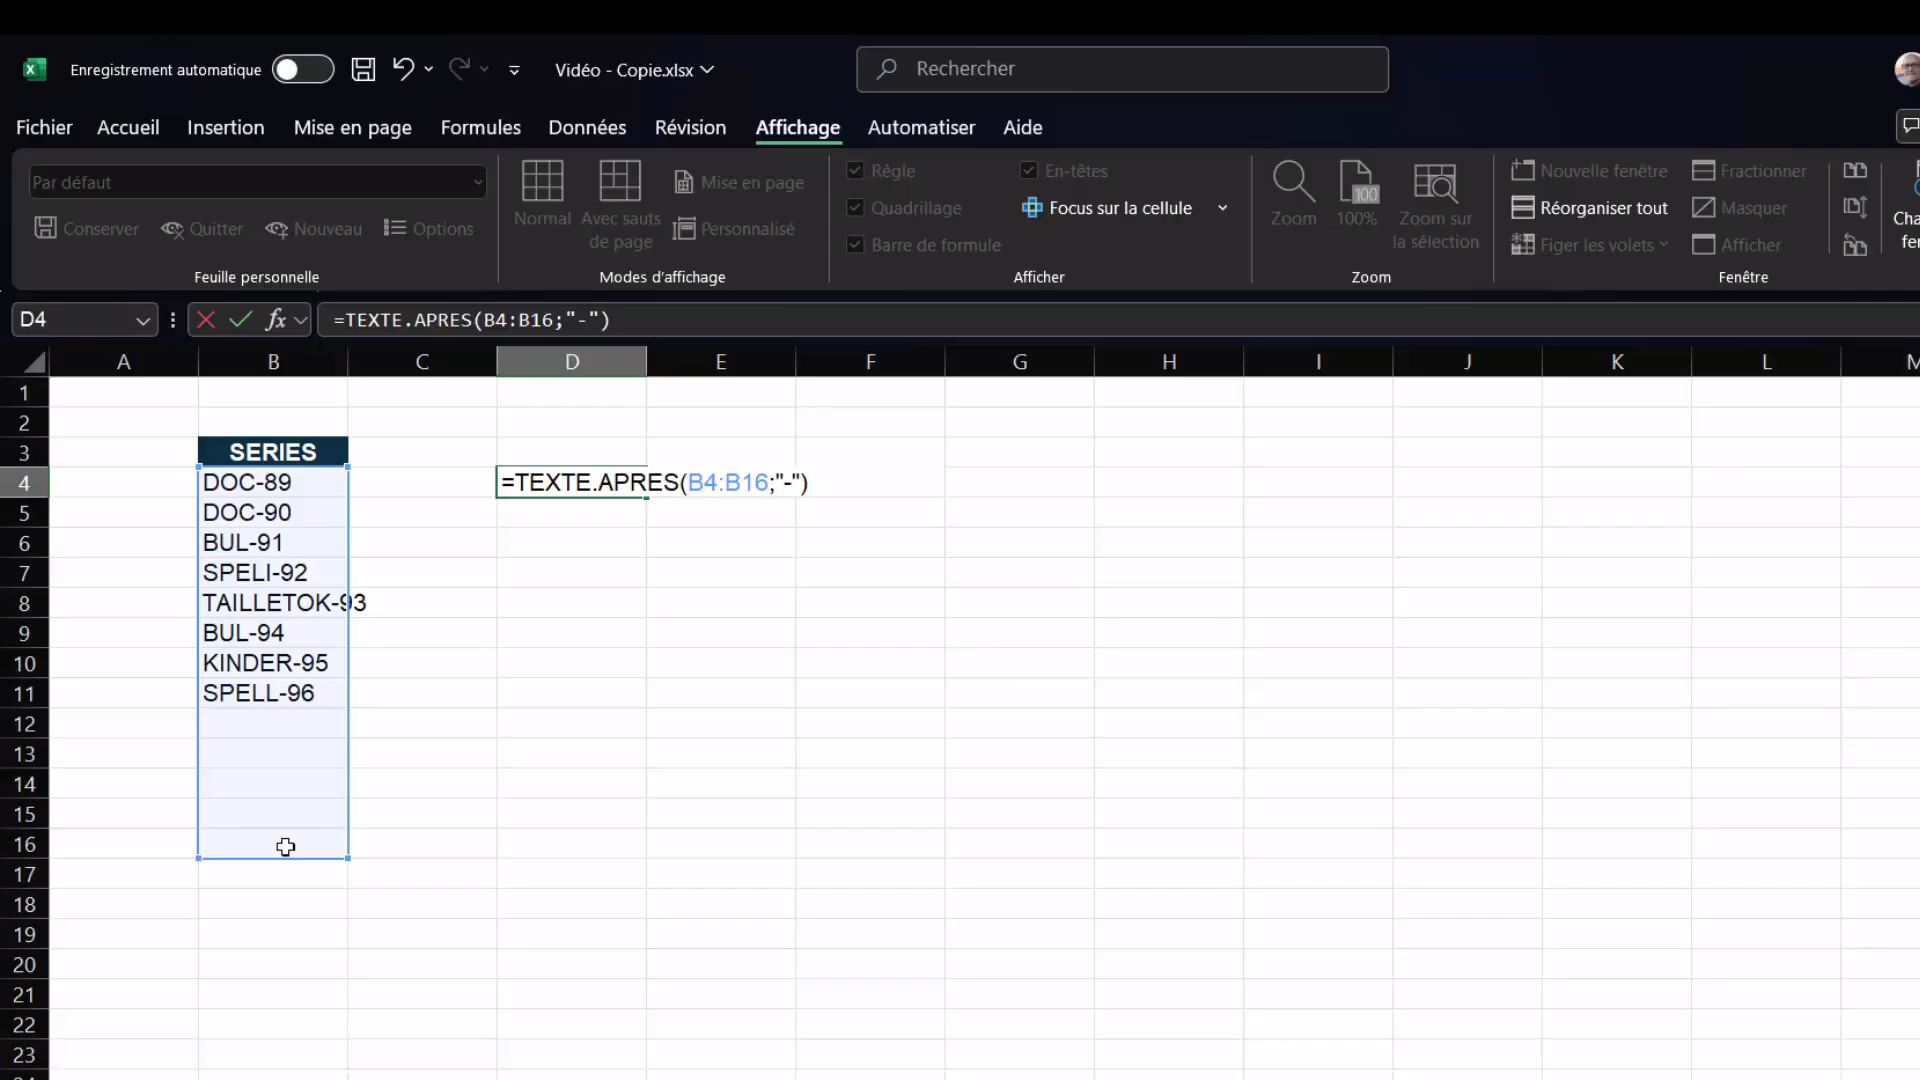 Enregistrement automatique
Vidéo - Copie.xlsx
Rechercher
Fichier Accueil Insertion Mise en page Formules Données Révision Affichage Automatiser Aide
Par défaut
Conserver Quitter Nouveau Options
Feuille personnelle
Normal
Avec sauts
de page
Mise en page
Personnalisé
Modes d'affichage
Règle
En-têtes
Quadrillage
Focus sur la cellule
Barre de formule
Afficher
Zoom
100
100%
Zoom sur
la sélection
Zoom
Nouvelle fenêtre
Réorganiser tout
Figer les volets
Fractionner
Masquer
Afficher
Fenêtre
D4
fx
=TEXTE.APRES(B4:B16;"-")
A B C D E F G H I J K L
1
2
3 SERIES
4 DOC-89 =TEXTE.APRES(B4:B16;"-")
5 DOC-90
6 BUL-91
7 SPELI-92
8 TAILLETOK-93
9 BUL-94
10 KINDER-95
11 SPELL-96
12
13
14
15
16
17
18
19
20
21
22
23